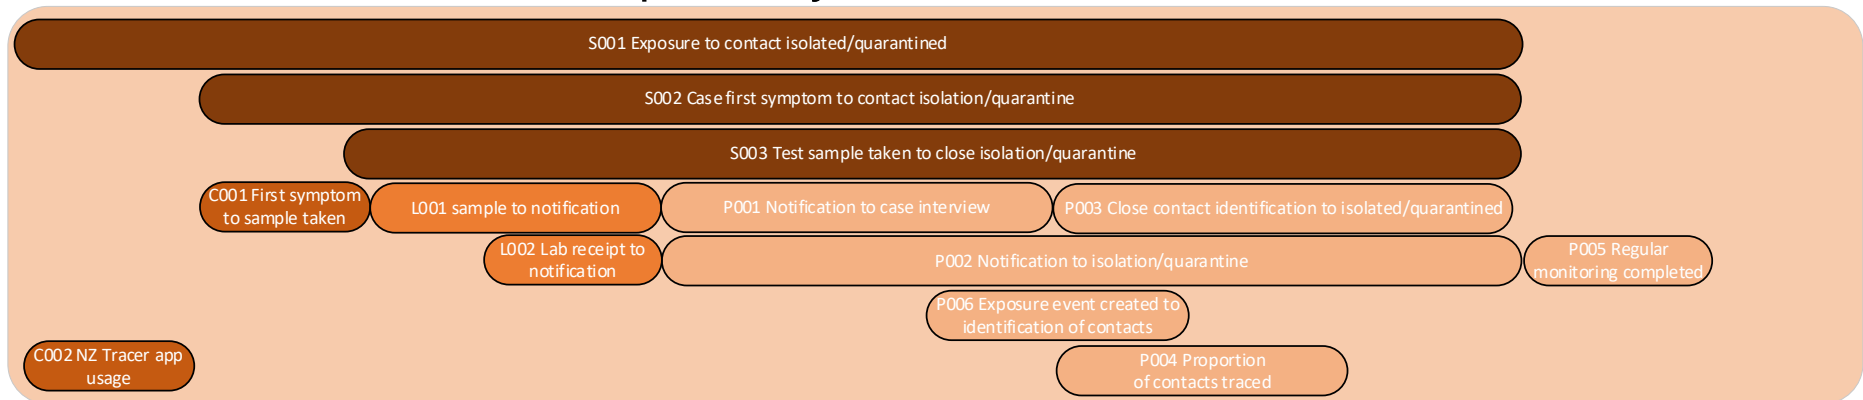 S001 Exposure to contact isolated/quarantined
S002 Case first symptom to contact isolation/quarantine
S003 Test sample taken to close isolation/quarantine
C001 First symptom
to sample taken
L001 sample to notification
P001 Notification to case interview
P003 Close contact identification to isolated/quarantined
L002 Lab receipt to
notification
P002 Notification to isolation/quarantine
P005 Regular
monitoring completed
P006 Exposure event created to
identification of contacts
C002 NZ Tracer app
usage
P004 Proportion
of contacts traced